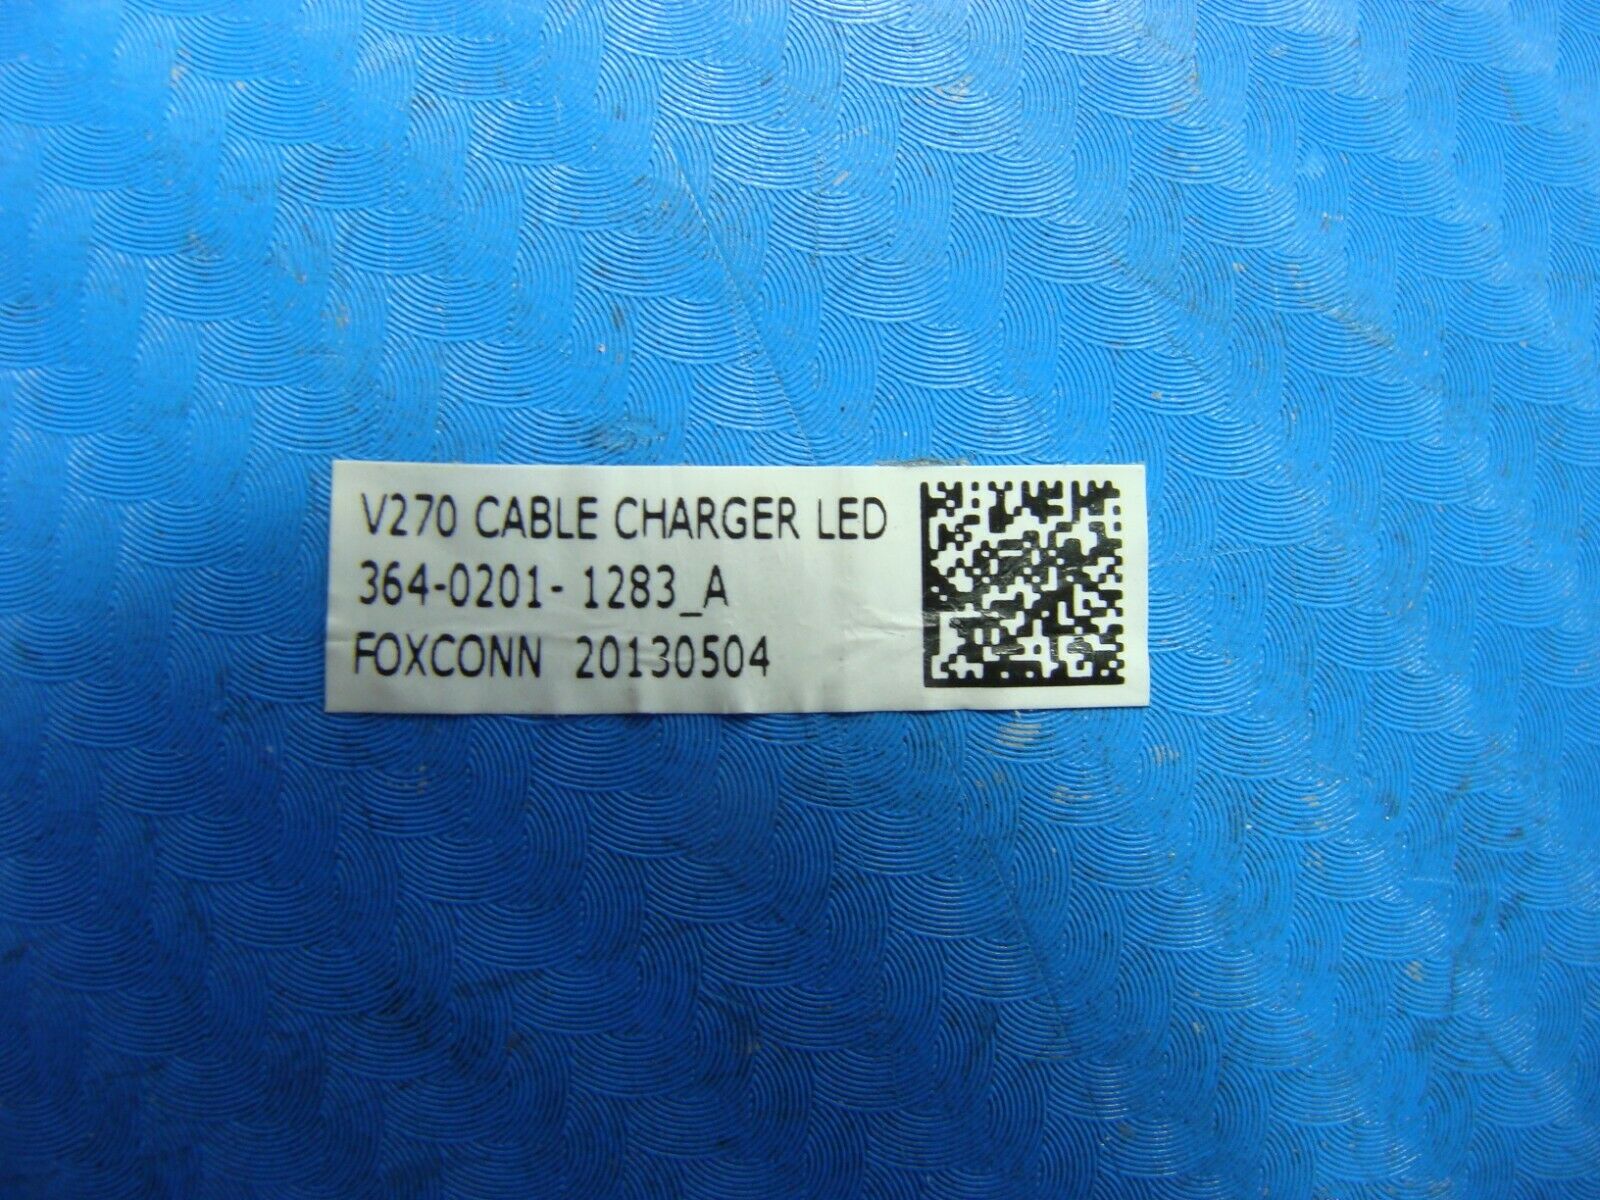 V270 CABLE CHARGER LED
364-0201- 1283_A
FOXCONN 20130504